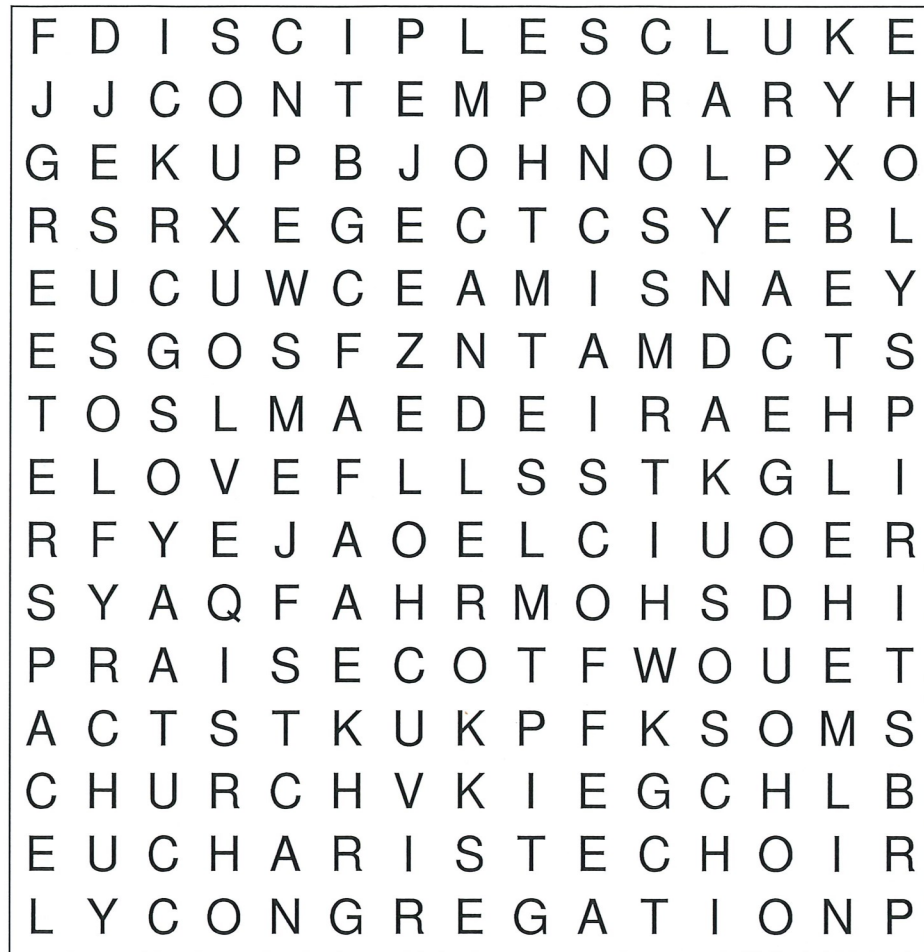 F D I S C I P L E S C L U K E
J J C O N T E M P O R A R Y H
G E K U P B J O H N O L P X O
R S R X E G E C T C S Y E B L
E U C U W C E A M I S N A E Y
E S G O S F Z N T A M D C T S
T O S L M A E D E I R A E H P
E L O V E F L L S S T K G L I
R F Y E J A O E L C I U O E R
S Y A Q F A H R M O H S D H I
P R A I S E C O T F W O U E T
A C T S T K U K P F K S O M S
C H U R C H V K I E G C H L B
E U C H A R I S T E C H O I R
L Y C O N G R E G A T I O N P